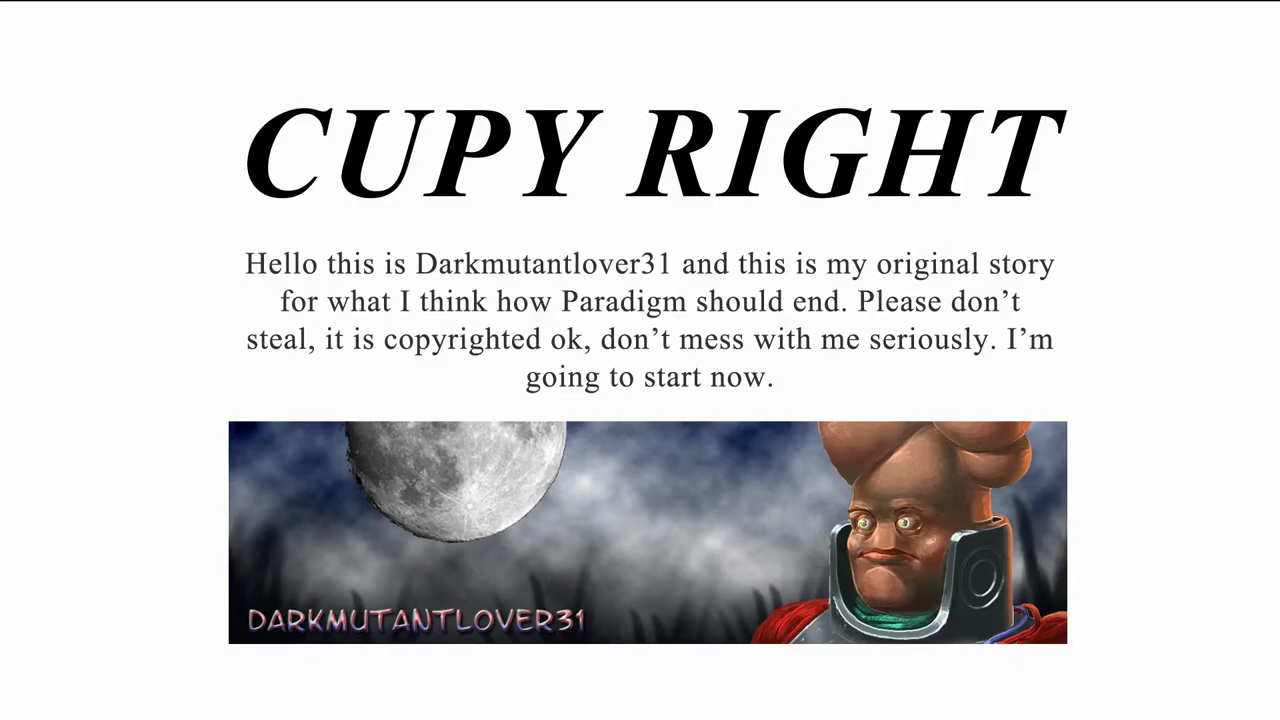 CUPY RIGHT
Hello this is Darkmutantlover31 and this is my original story
for what I think how Paradigm should end. Please don’t
steal, it is copyrighted ok, don’t mess with me seriously. I’m
going to start now.
DARKMUTANTLOVER31